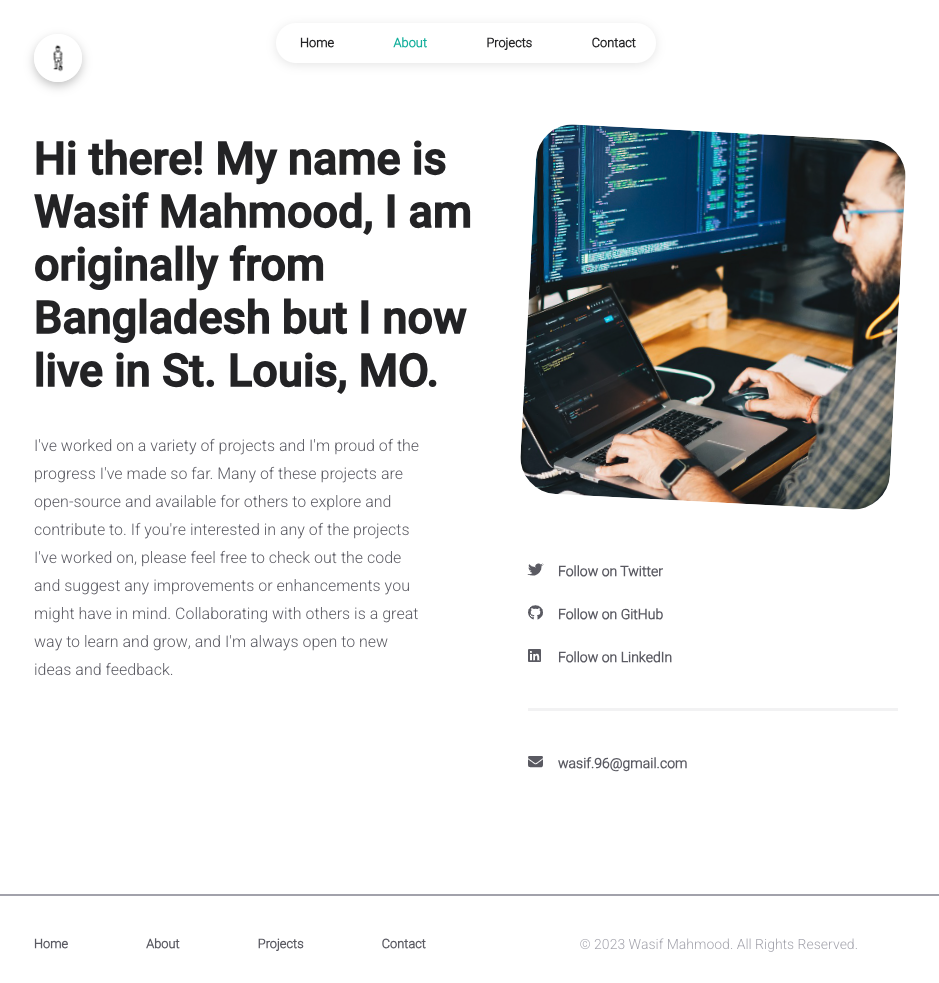 Home About Projects Contact
Hi there! My name is
Wasif Mahmood, I am
originally from
Bangladesh but I now
live in St. Louis, MO.
I've worked on a variety of projects and I'm proud of the
progress I've made so far. Many of these projects are
open-source and available for others to explore and
contribute to. If you're interested in any of the projects
I've worked on, please feel free to check out the code
and suggest any improvements or enhancements you
might have in mind. Collaborating with others is a great
way to learn and grow, and I'm always open to new
ideas and feedback.
Follow on Twitter
Follow on GitHub
Follow on LinkedIn
wasif.96@gmail.com
Home About Projects Contact
© 2023 Wasif Mahmood. All Rights Reserved.